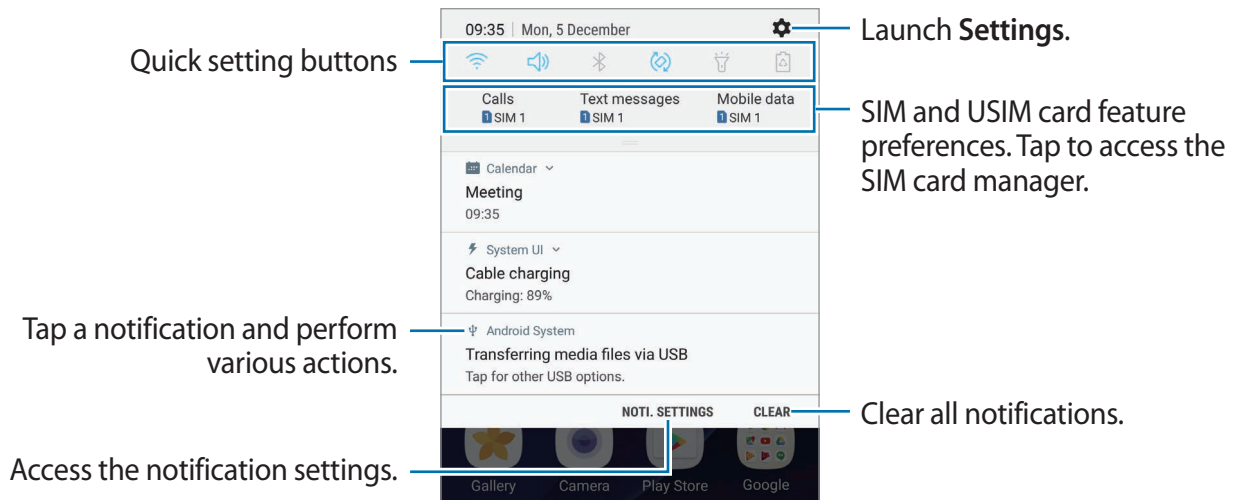 09:35 | Mon, 5 December
Launch Settings.
Quick setting buttons
Calls Text messages Mobile data
1 SIM 1 1 SIM 1 1 SIM 1
SIM and USIM card feature
preferences. Tap to access the
SIM card manager.
Calendar
Meeting
09:35
System UI
Cable charging
Charging: 89%
Tap a notification and perform
various actions.
Android System
Transferring media files via USB
Tap for other USB options.
NOTI. SETTINGS CLEAR
Clear all notifications.
Access the notification settings.
Gallery Camera Play Store Google